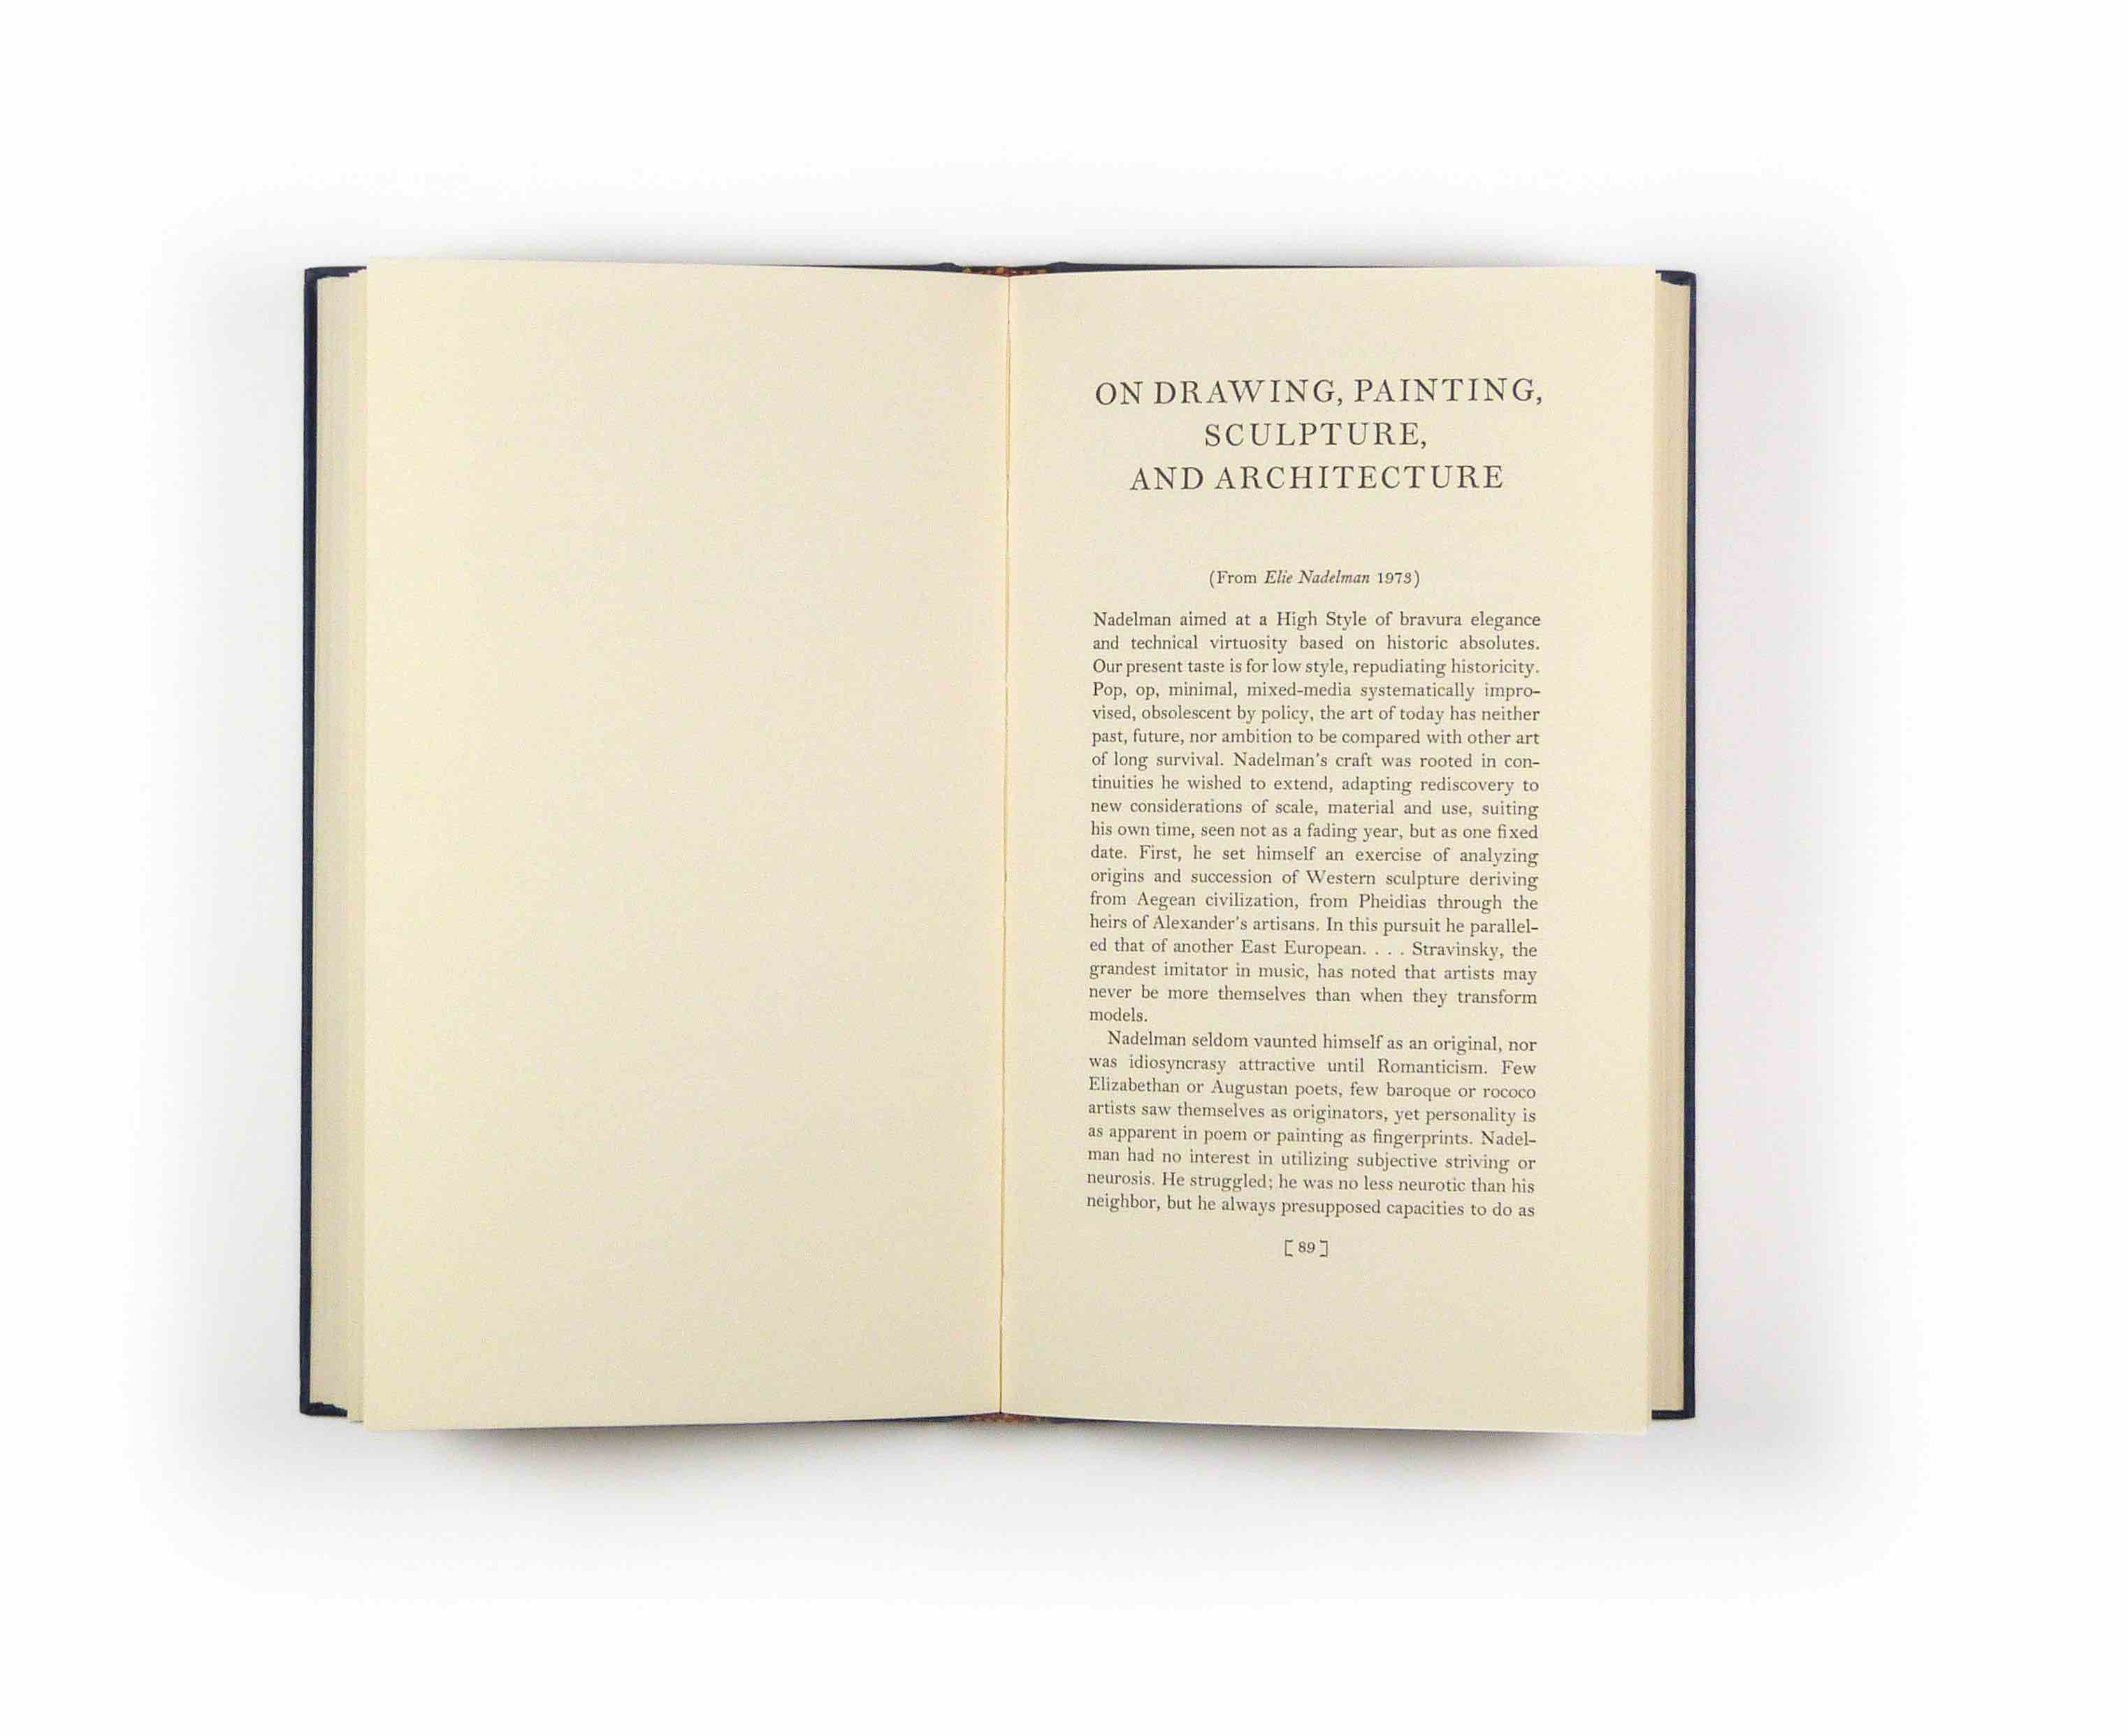 ON DRAWING, PAINTING,
SCULPTURE,
AND ARCHITECTURE
(From Elie Nadelman 1973)
Nadelman aimed at a High Style of bravura elegance
and technical virtuosity based on historic absolutes.
Our present taste is for low style, repudiating historicity.
Pop, op, minimal, mixed-media systematically impro-
vised, obsolescent by policy, the art of today has neither
past, future, nor ambition to be compared with other art
of long survival. Nadelman's craft was rooted in con-
tinuities he wished to extend, adapting rediscovery to
new considerations of scale, material and use, suiting
his own time, seen not as a fading year, but as one fixed
date. First, he set himself an exercise of analyzing
origins and succession of Western sculpture deriving
from Aegean civilization, from Pheidias through the
heirs of Alexander's artisans. In this pursuit he parallel-
ed that of another East European. . . . Stravinsky, the
grandest imitator in music, has noted that artists may
never be more themselves than when they transform
models.
Nadelman seldom vaunted himself as an original, nor
was idiosyncrasy attractive until Romanticism. Few
Elizabethan or Augustan poets, few baroque or rococo
artists saw themselves as originators, yet personality is
as apparent in poem or painting as fingerprints. Nadel-
man had no interest in utilizing subjective striving or
neurosis. He struggled; he was no less neurotic than his
neighbor, but he always presupposed capacities to do as
[ 89 ]